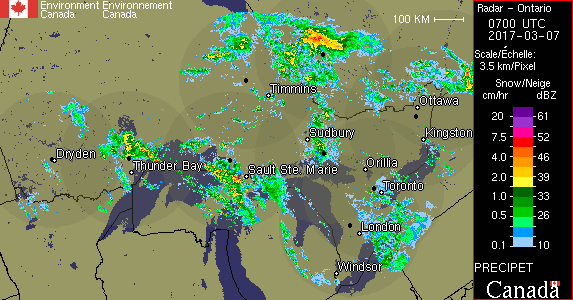 Environment Environnement
Canada Canada
100 KM
Radar - Ontario
0700 UTC
2017-03-07
Scale/Échelle:
3.5 km/Pixel
Snow/Neige
cm/hr dBZ
20 61
7.5 57
5.2 52
4.0 46
2.0 39
1.0 33
0.5 26
0.1 10
PRECIPET
Canada
Timmins
Ottawa
Sudbury
Kingston
Dryden
Thunder Bay
Sault Ste. Marie
Orillia
Toronto
London
Windsor